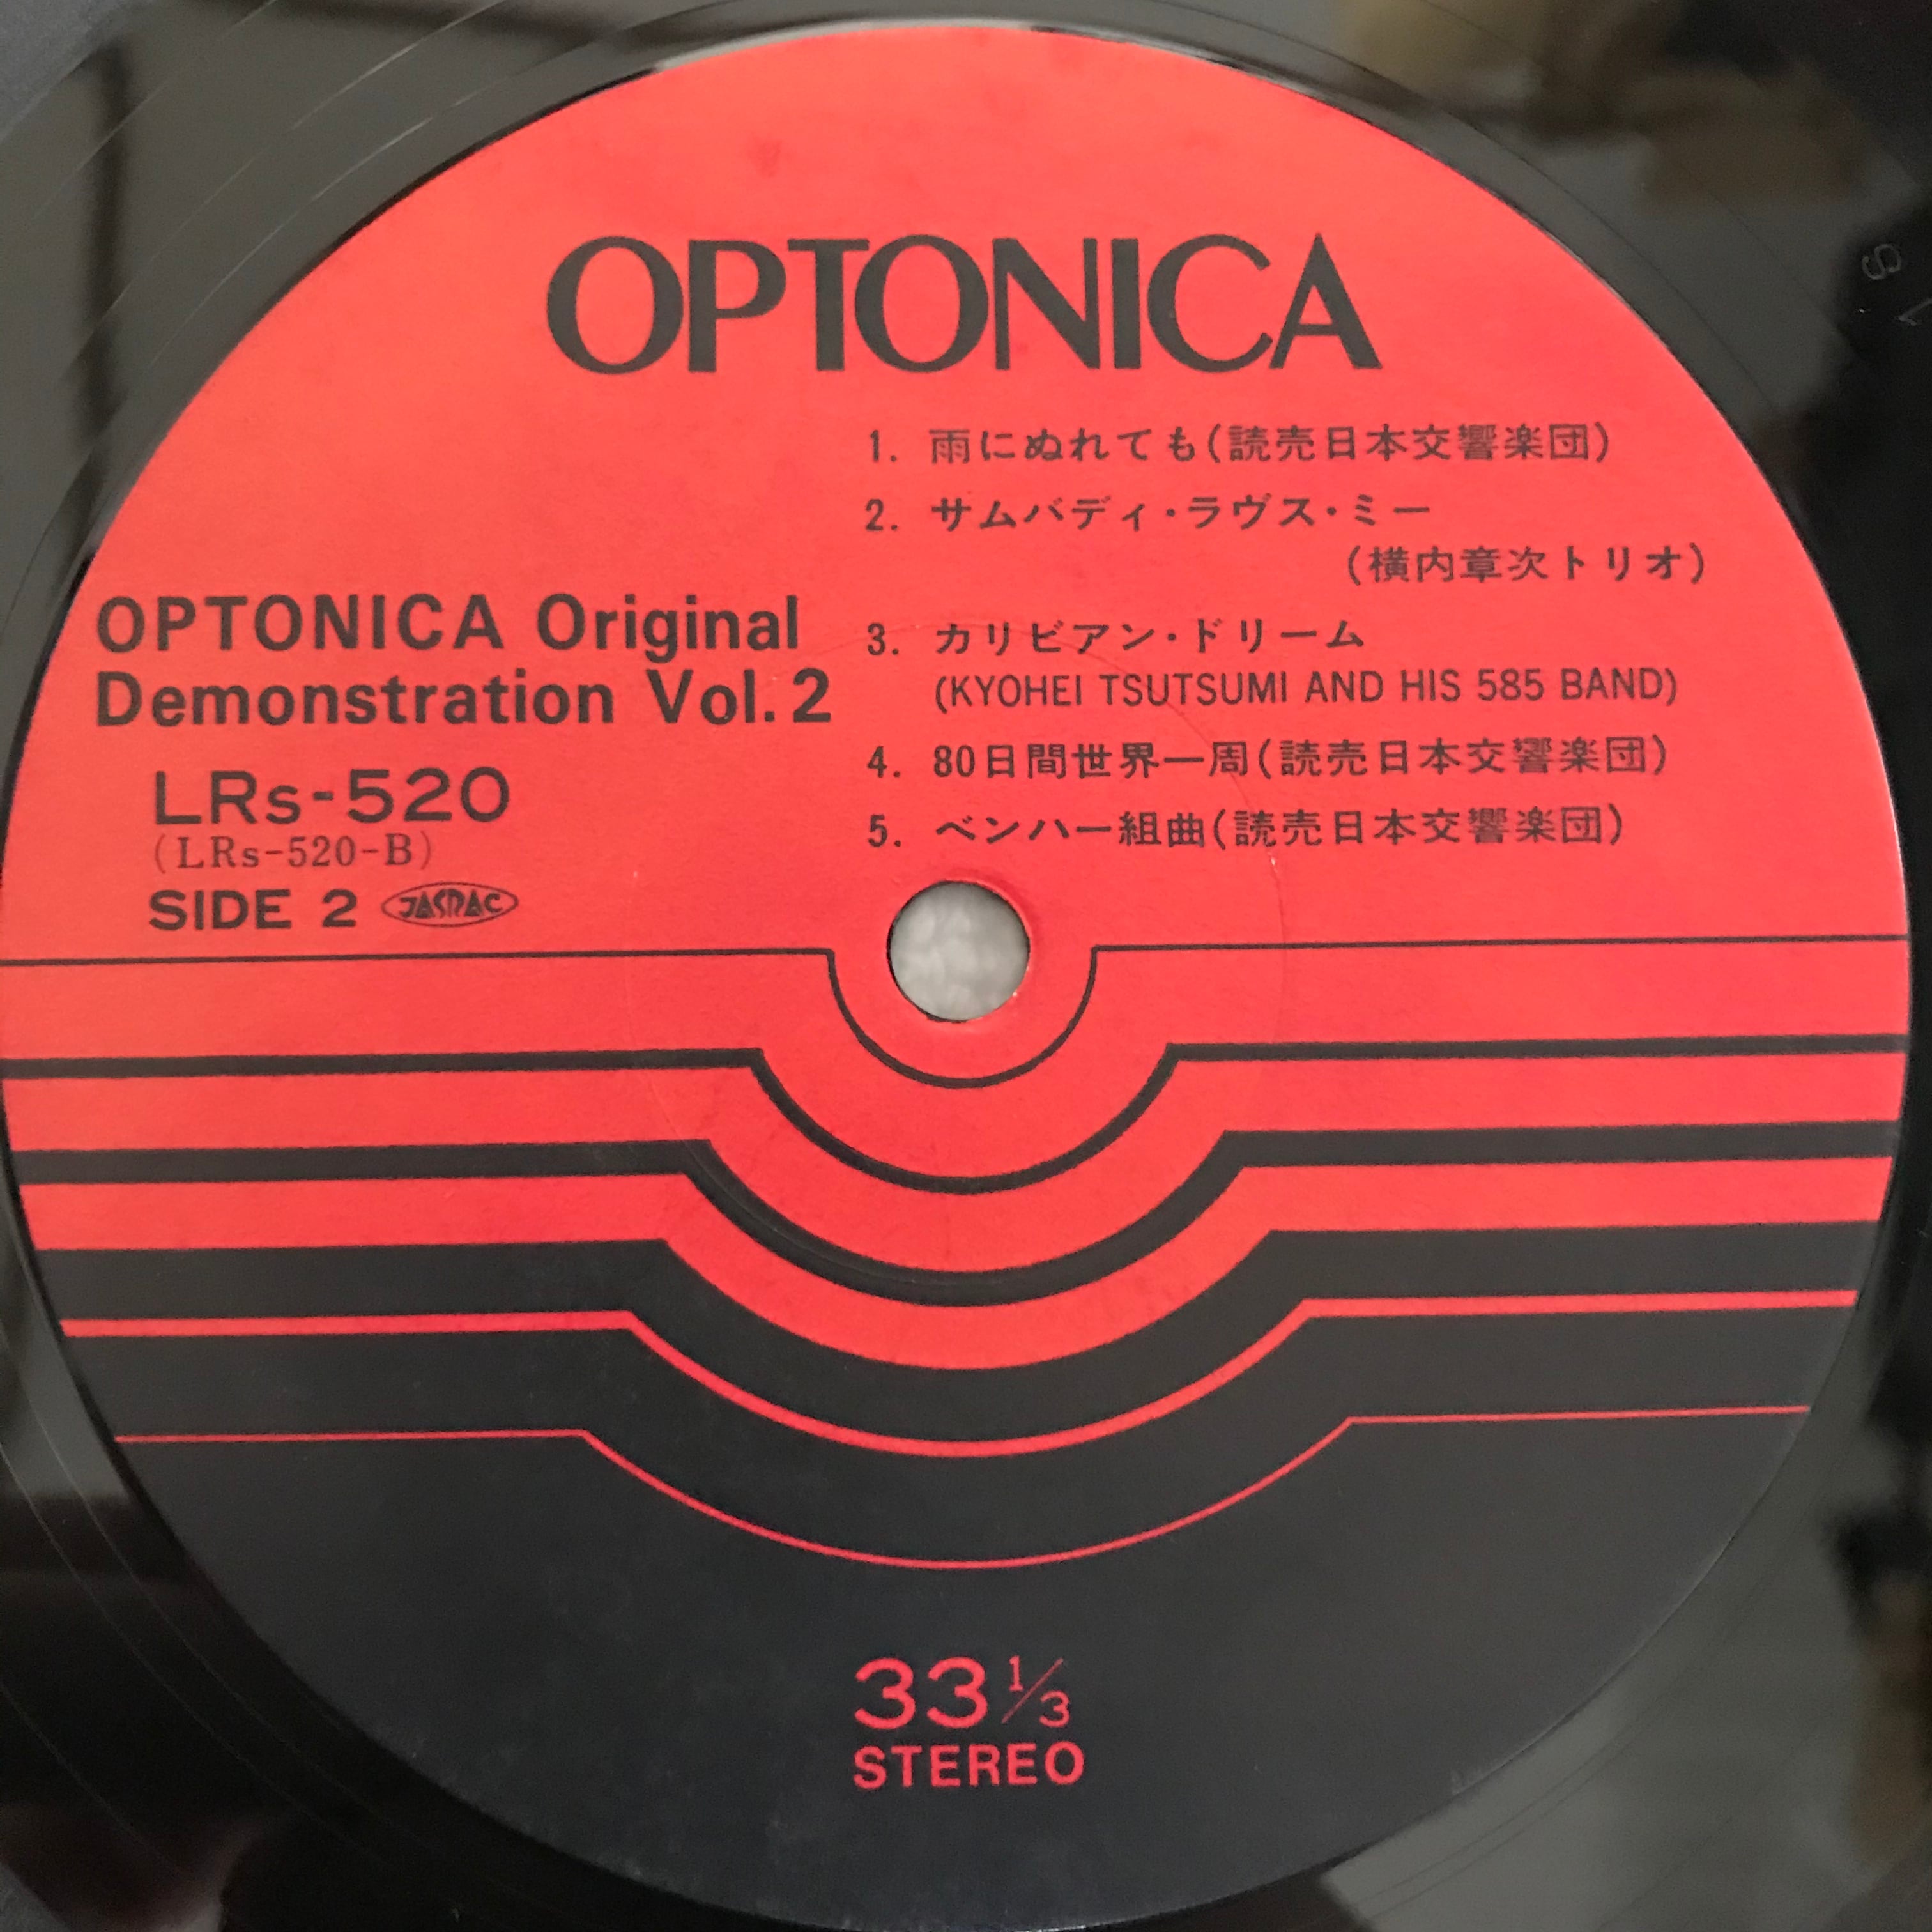 OPTONICA
1. 雨にぬれても(読売日本交響楽団)
2. サムバディ・ラヴス・ミー
(横内章次トリオ)
3. カリビアン・ドリーム
(KYOHEI TSUTSUMI AND HIS 585 BAND)
4. 80日間世界一周(読売日本交響楽団)
5. ベンハー組曲(読売日本交響楽団)
OPTONICA Original
Demonstration Vol. 2
LRs-520
(LRs-520-B)
SIDE 2 JASRAC
33 1/3
STEREO